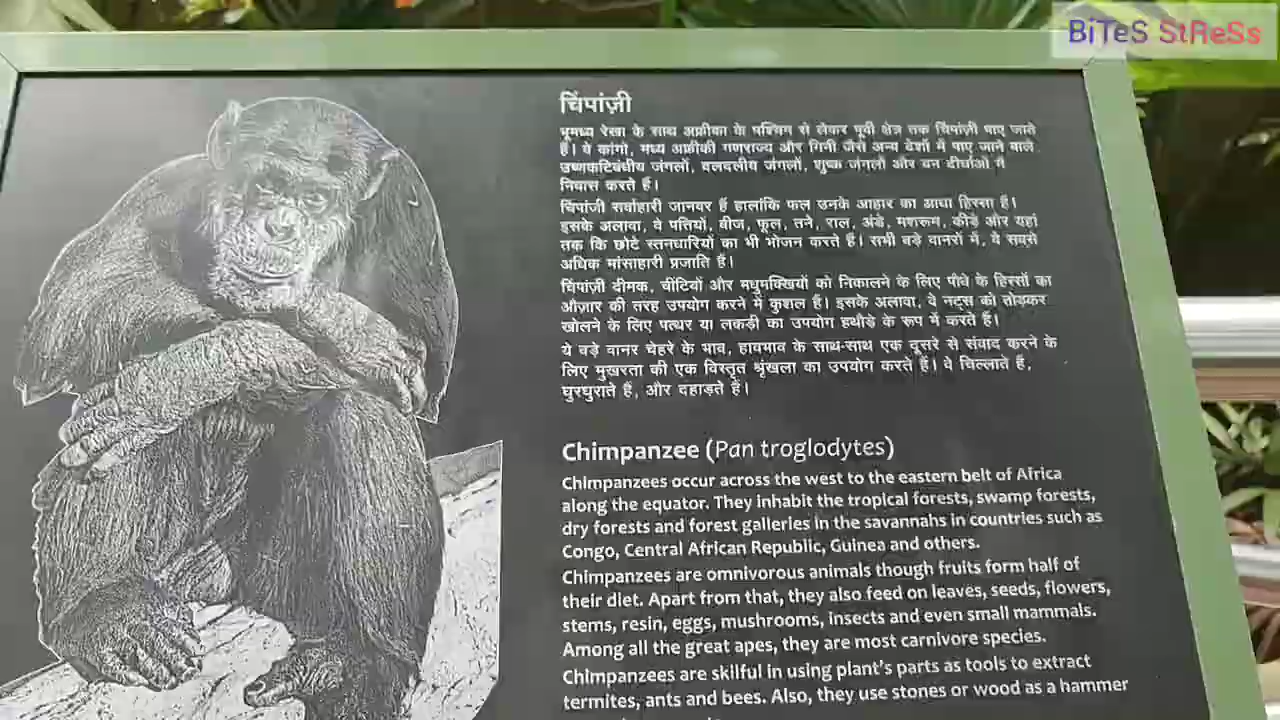 BiTeS StReSs
चिंपांज़ी
भूमध्य रेखा के साथ अफ्रीका के पश्चिम से लेकर पूर्वी क्षेत्र तक चिंपांज़ी पाए जाते
हैं। ये कांगो, मध्य अफ्रीकी गणराज्य और गिनी जैसे अन्य देशों में पाए जाने वाले
उष्णकटिबंधीय जंगलों, दलदलीय जंगलों, शुष्क जंगलों और वन दीर्घाओं में
निवास करते हैं।
चिंपांज़ी सर्वाहारी जानवर हैं हालांकि फल उनके आहार का आधा हिस्सा हैं।
इसके अलावा, वे पत्तियों, बीज, फूल, तने, राल, अंडे, मशरूम, कीड़े और यहां
तक कि छोटे स्तनधारियों का भी भोजन करते हैं। सभी बड़े वानरों में, ये सबसे
अधिक मांसाहारी प्रजाति हैं।
चिंपांज़ी दीमक, चींटियों और मधुमक्खियों को निकालने के लिए पौधे के हिस्सों का
औज़ार की तरह उपयोग करने में कुशल हैं। इसके अलावा, वे नट्स को तोड़कर
खोलने के लिए पत्थर या लकड़ी का उपयोग हथौड़े के रूप में करते हैं।
ये बड़े वानर चेहरे के भाव, हावभाव के साथ-साथ एक दूसरे से संवाद करने के
लिए मुखरता की एक विस्तृत श्रृंखला का उपयोग करते हैं। वे चिल्लाते हैं,
घुरघुराते हैं, और दहाड़ते हैं।
Chimpanzee (Pan troglodytes)
Chimpanzees occur across the west to the eastern belt of Africa
along the equator. They inhabit the tropical forests, swamp forests,
dry forests and forest galleries in the savannahs in countries such as
Congo, Central African Republic, Guinea and others.
Chimpanzees are omnivorous animals though fruits form half of
their diet. Apart from that, they also feed on leaves, seeds, flowers,
stems, resin, eggs, mushrooms, insects and even small mammals.
Among all the great apes, they are most carnivore species.
Chimpanzees are skilful in using plant's parts as tools to extract
termites, ants and bees. Also, they use stones or wood as a hammer